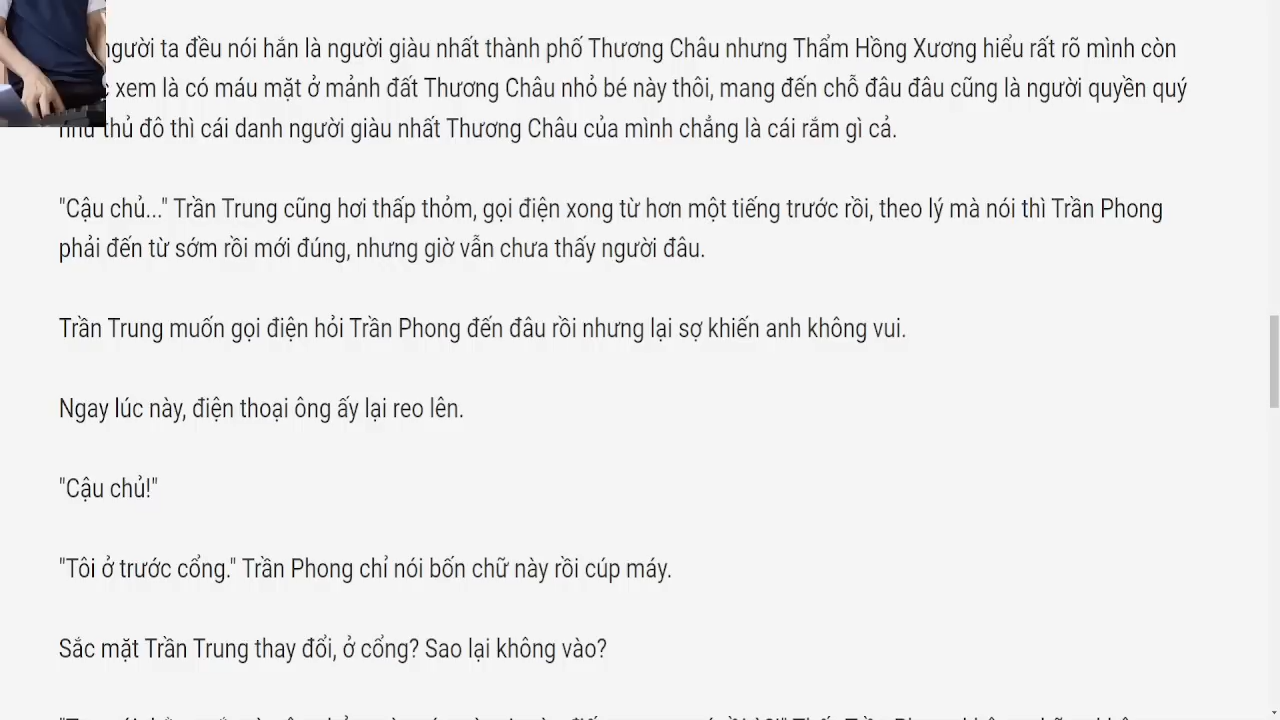 người ta đều nói hắn là người giàu nhất thành phố Thương Châu nhưng Thẩm Hồng Xương hiểu rất rõ mình còn
xem là có máu mặt ở mảnh đất Thương Châu nhỏ bé này thôi, mang đến chỗ đâu đâu cũng là người quyền quý
như thủ đô thì cái danh người giàu nhất Thương Châu của mình chẳng là cái rắm gì cả.
"Cậu chủ..." Trần Trung cũng hơi thấp thỏm, gọi điện xong từ hơn một tiếng trước rồi, theo lý mà nói thì Trần Phong
phải đến từ sớm rồi mới đúng, nhưng giờ vẫn chưa thấy người đâu.
Trần Trung muốn gọi điện hỏi Trần Phong đến đâu rồi nhưng lại sợ khiến anh không vui.
Ngay lúc này, điện thoại ông ấy lại reo lên.
"Cậu chủ!"
"Tôi ở trước cổng." Trần Phong chỉ nói bốn chữ này rồi cúp máy.
Sắc mặt Trần Trung thay đổi, ở cổng? Sao lại không vào?